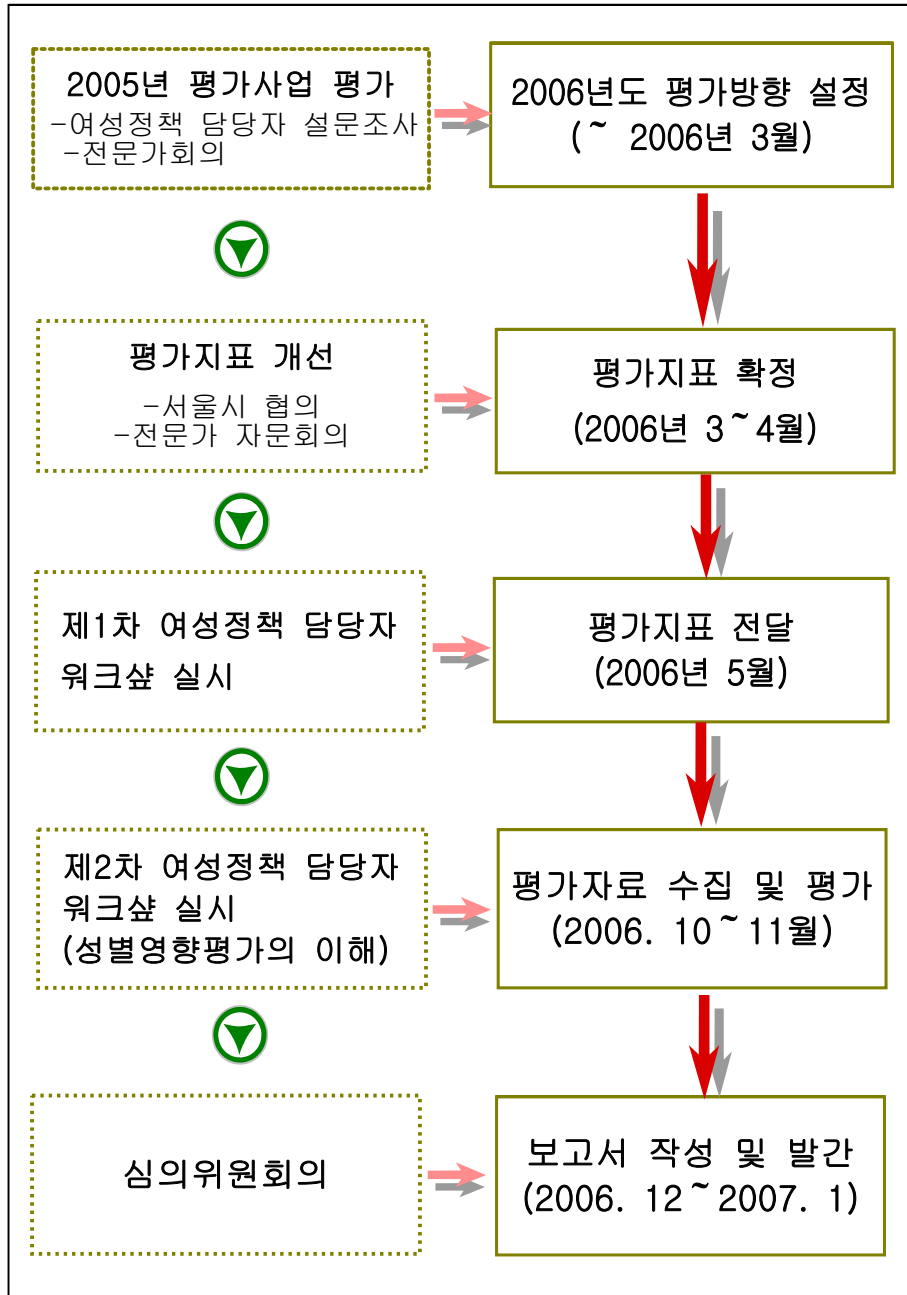 2005년 평가사업 평가
-여성정책 담당자 설문조사
-전문가회의
2006년도 평가방향 설정
(~ 2006년 3월)
평가지표 개선
-서울시 협의
-전문가 자문회의
평가지표 확정
(2006년 3~4월)
제1차 여성정책 담당자
워크샾 실시
평가지표 전달
(2006년 5월)
제2차 여성정책 담당자
워크샾 실시
(성별영향평가의 이해)
평가자료 수집 및 평가
(2006. 10~11월)
심의위원회의
보고서 작성 및 발간
(2006. 12~2007. 1)